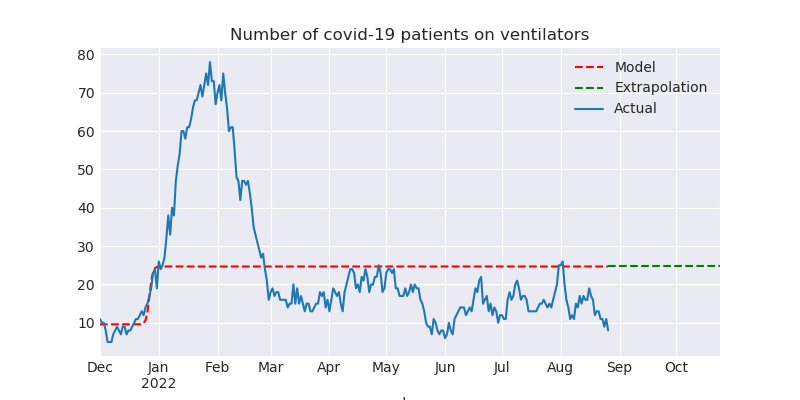 Number of covid-19 patients on ventilators
80
70
60
50
40
30
20
10
Model
Extrapolation
Actual
Dec Jan Feb Mar Apr May Jun Jul Aug Sep Oct
2022